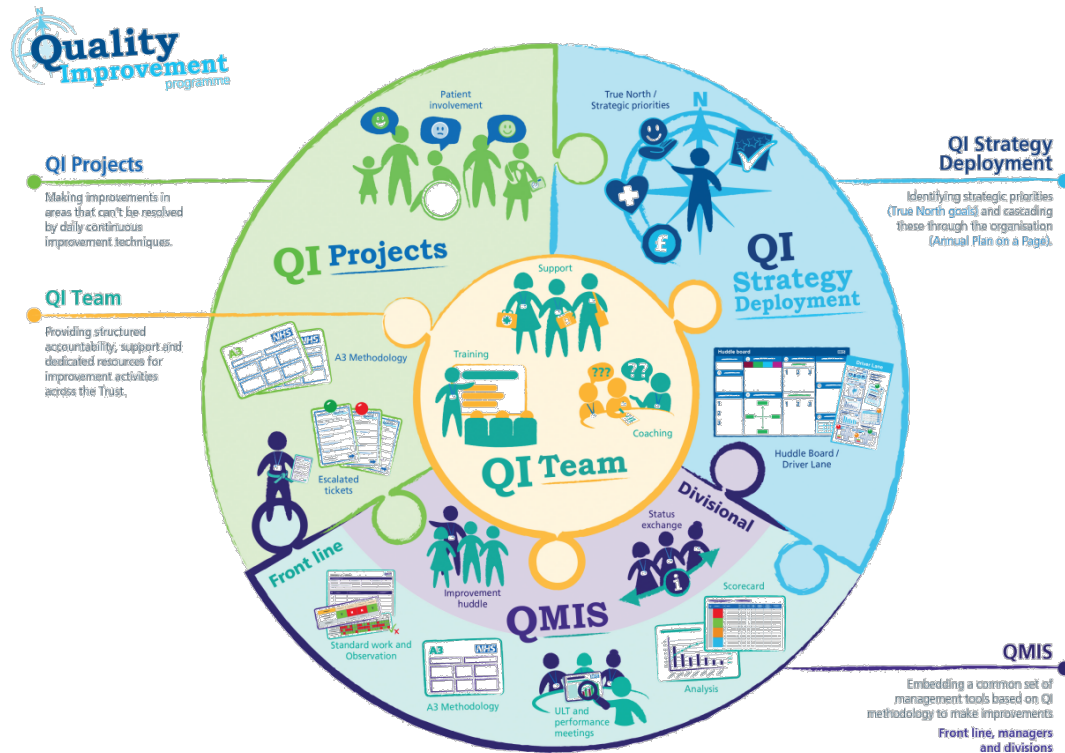 Quality
Improvement
programme
QI Projects
Making improvements in
areas that can't be resolved
by daily continuous
improvement techniques.
QI Team
Providing structured
accountability, support and
dedicated resources for
improvement activities
across the Trust.
Patient
involvement
QI Projects
A3
NHS
A3 Methodology
Escalated
tickets
True North /
Strategic priorities
N
£
QI
Strategy
Deployment
Huddle board
Driver Lane
Huddle Board /
Driver Lane
QI Strategy
Deployment
Identifying strategic priorities
(True North goals) and cascading
these through the organisation
(Annual Plan on a Page).
Support
Training
???
??
Coaching
QI Team
Front line
Divisional
Improvement
huddle
Status
exchange
i
QMIS
Standard work and
Observation
A3
NHS
A3 Methodology
ULT and
performance
meetings
Analysis
Scorecard
QMIS
Embedding a common set of
management tools based on QI
methodology to make improvements
Front line, managers
and divisions